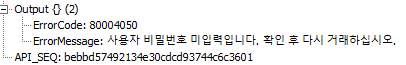 Output {} (2)
ErrorCode: 80004050
ErrorMessage: 사용자 비밀번호 미입력입니다. 확인 후 다시 거래하십시오.
API_SEQ: bebbd57492134e30cdcd93744c6c3601